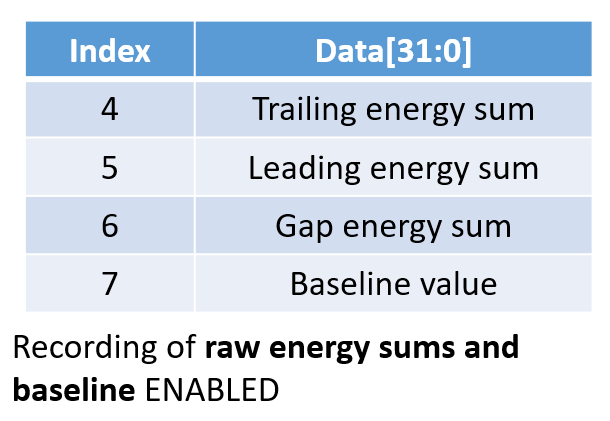 Index Data[31:0]
4 Trailing energy sum
5 Leading energy sum
6 Gap energy sum
7 Baseline value
Recording of raw energy sums and
baseline ENABLED